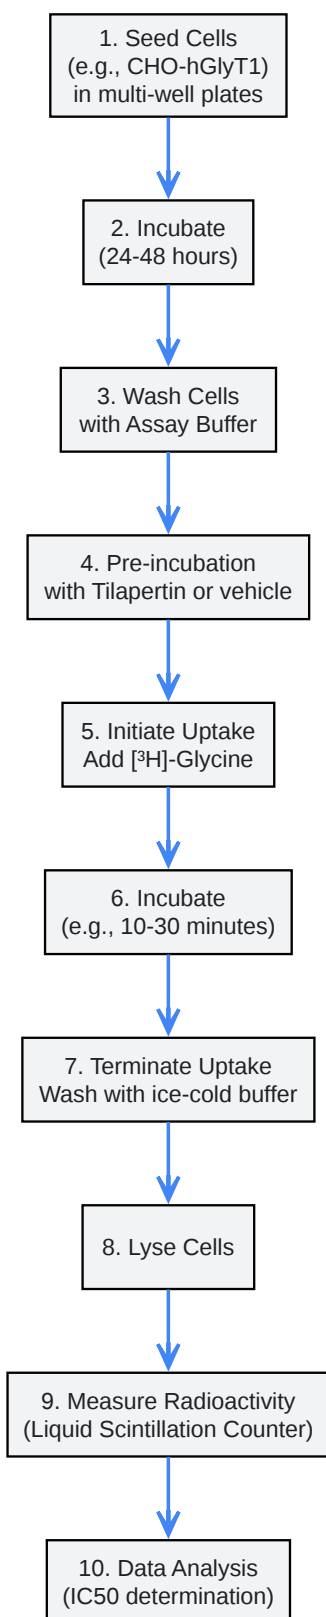 1. Seed Cells
(e.g., CHO-hGlyT1)
in multi-well plates
2. Incubate
(24-48 hours)
3. Wash Cells
with Assay Buffer
4. Pre-incubation
with Tilapertin or vehicle
5. Initiate Uptake
Add [³H]-Glycine
6. Incubate
(e.g., 10-30 minutes)
7. Terminate Uptake
Wash with ice-cold buffer
8. Lyse Cells
9. Measure Radioactivity
(Liquid Scintillation Counter)
10. Data Analysis
(IC50 determination)